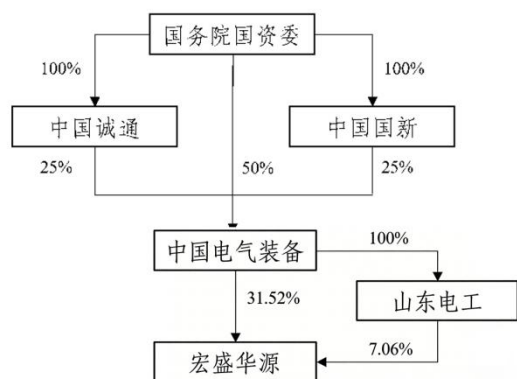 国务院国资委
100%
100%
中国诚通
中国国新
25%
50%
25%
中国电气装备
100%
31.52%
山东电工
7.06%
宏盛华源